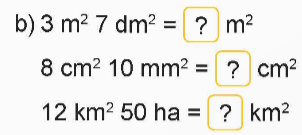 b) 3 m² 7 dm² = ? m²
8 cm² 10 mm² = ? cm²
12 km² 50 ha = ? km²